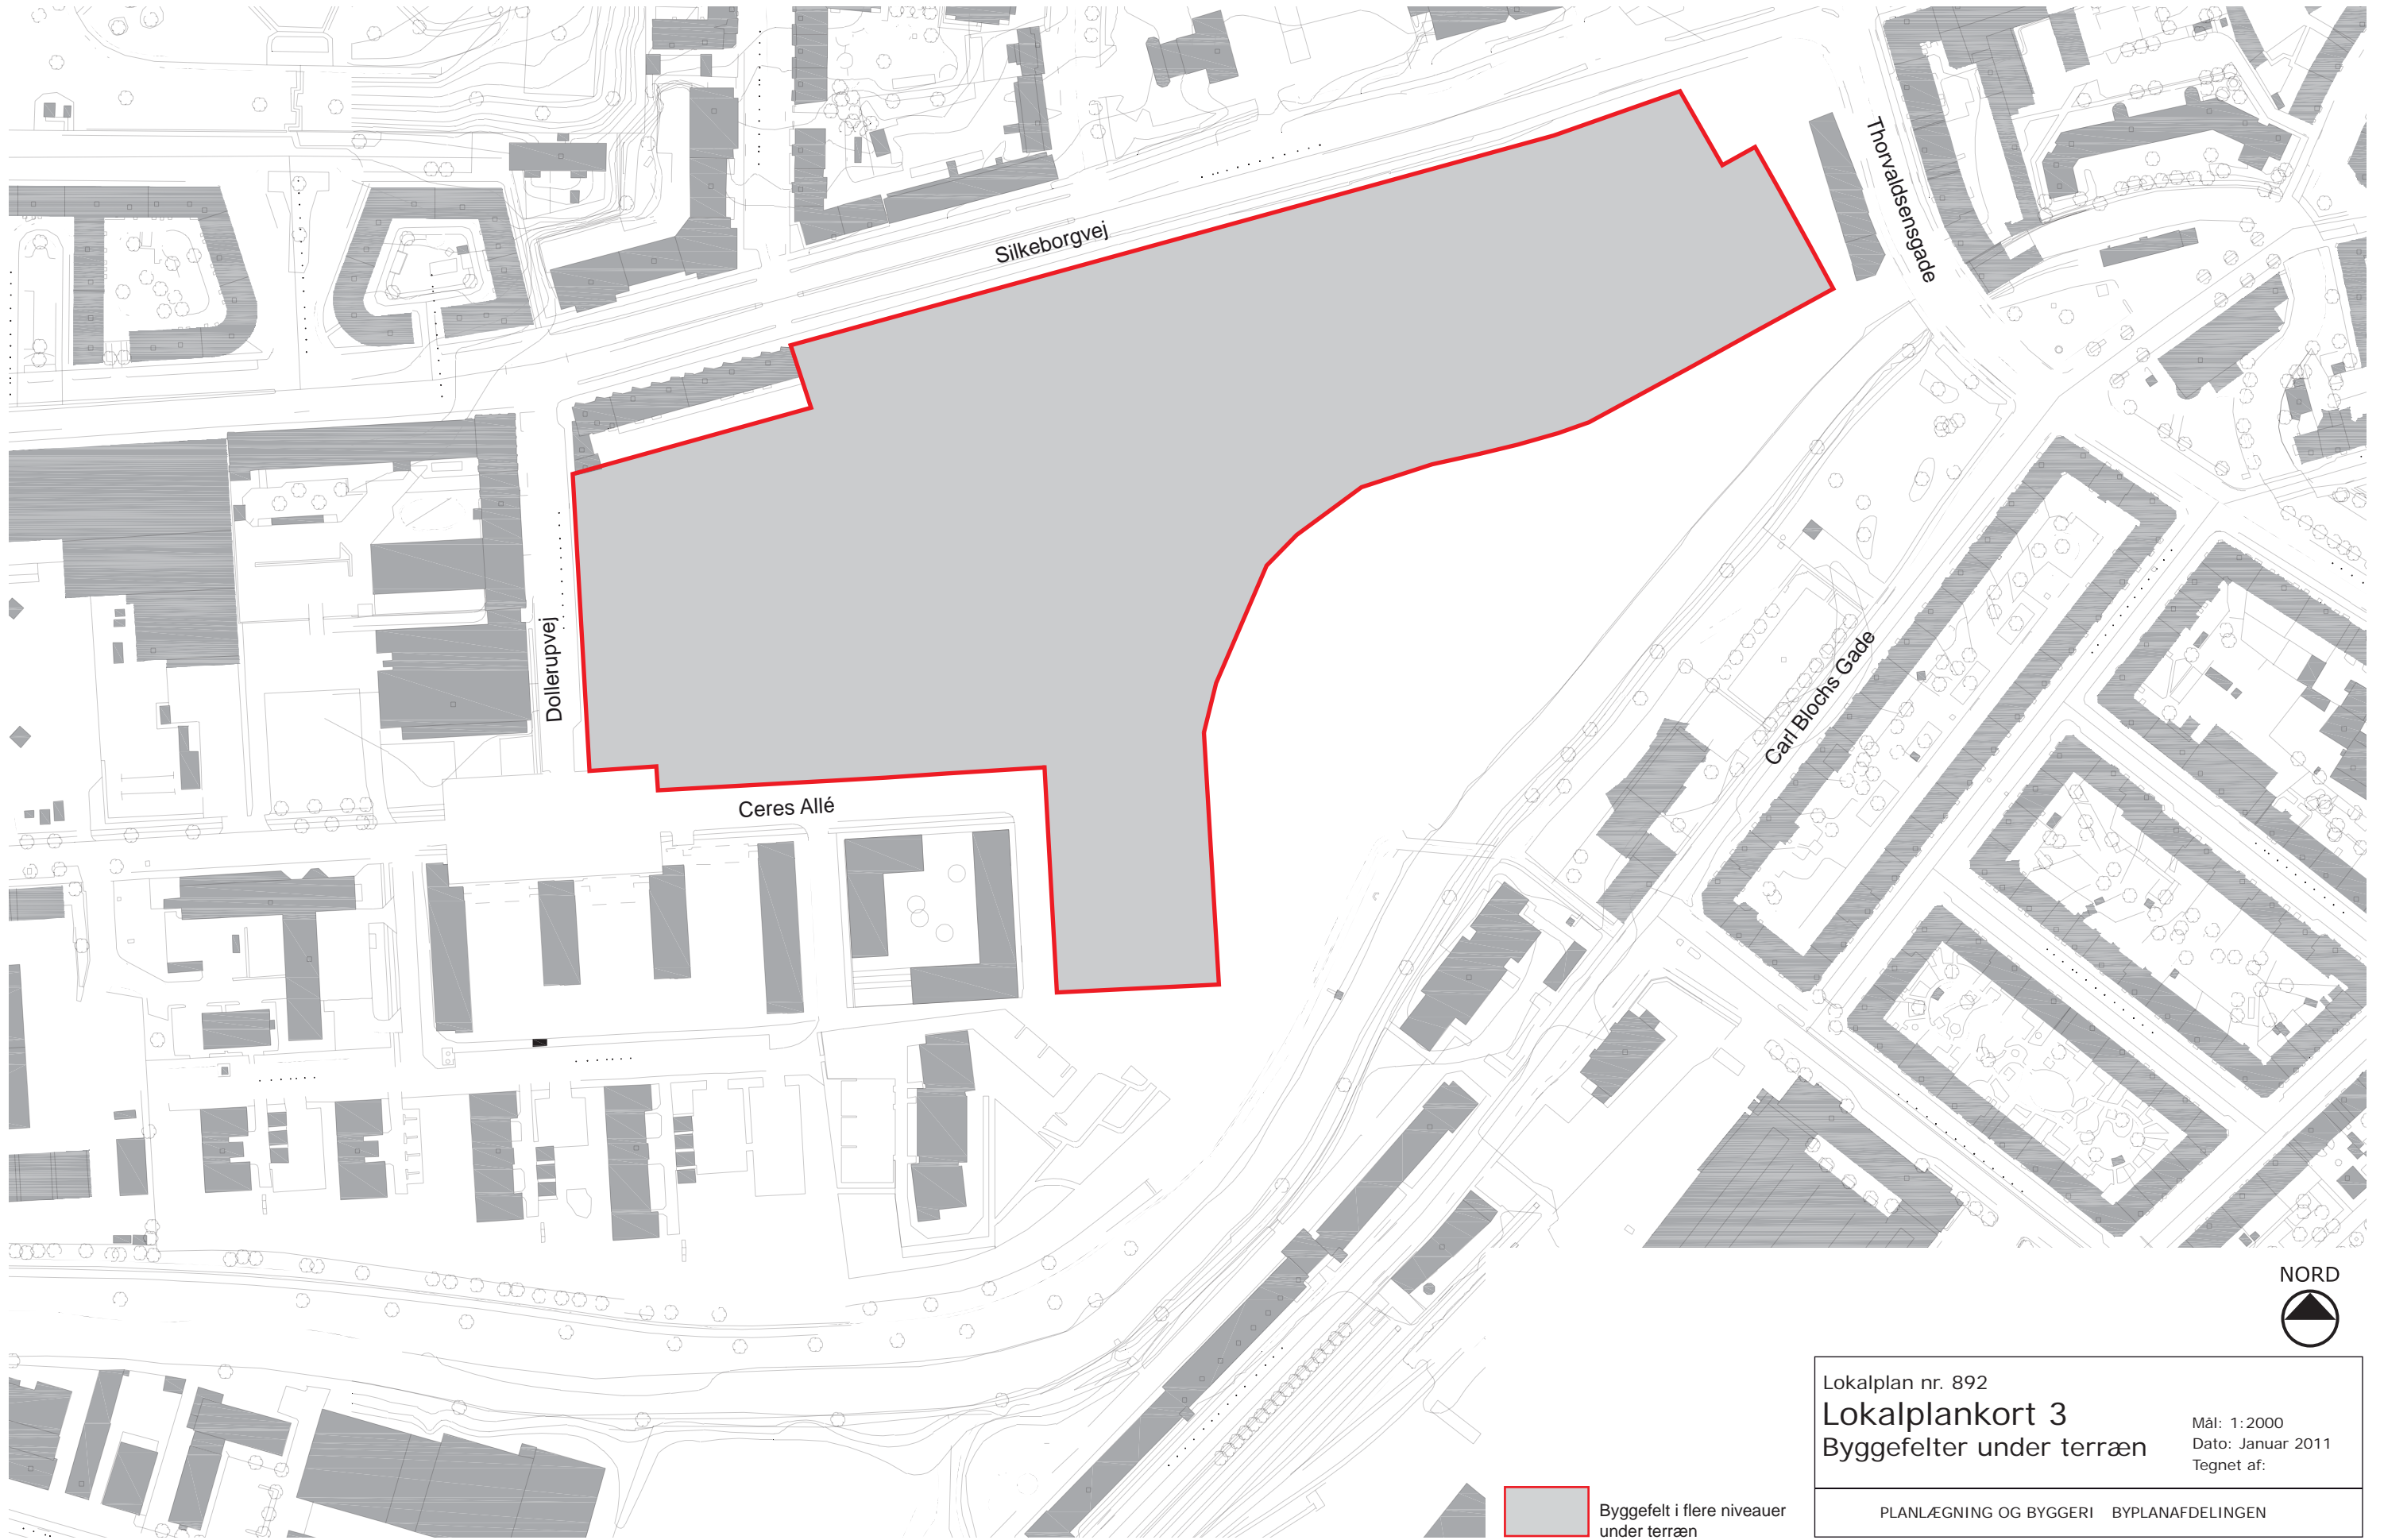 Thorvaldsensgade
Silkeborgvej
Dollerupvej
Carl Blochs Gade
Ceres Allé
NORD
Lokalplan nr. 892
Lokalplankort 3
Byggefelter under terræn
Mål: 1:2000
Dato: Januar 2011
Tegnet af:
PLANLÆGNING OG BYGGERI BYPLANAFDELINGEN
Byggefelt i flere niveauer
under terræn